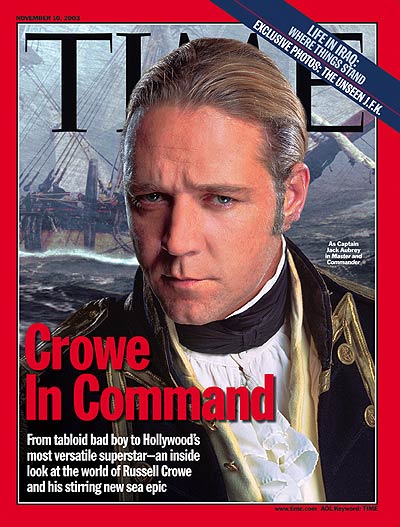 NOVEMBER 10, 2003
TIME
LIFE IN IRAQ:
WHERE THINGS STAND
EXCLUSIVE PHOTOS: THE UNSEEN J.F.K.
As Captain
Jack Aubrey
in Master and
Commander
Crowe
In Command
From tabloid bad boy to Hollywood's
most versatile superstar—an inside
look at the world of Russell Crowe
and his stirring new sea epic
www.time.com AOL Keyword: TIME